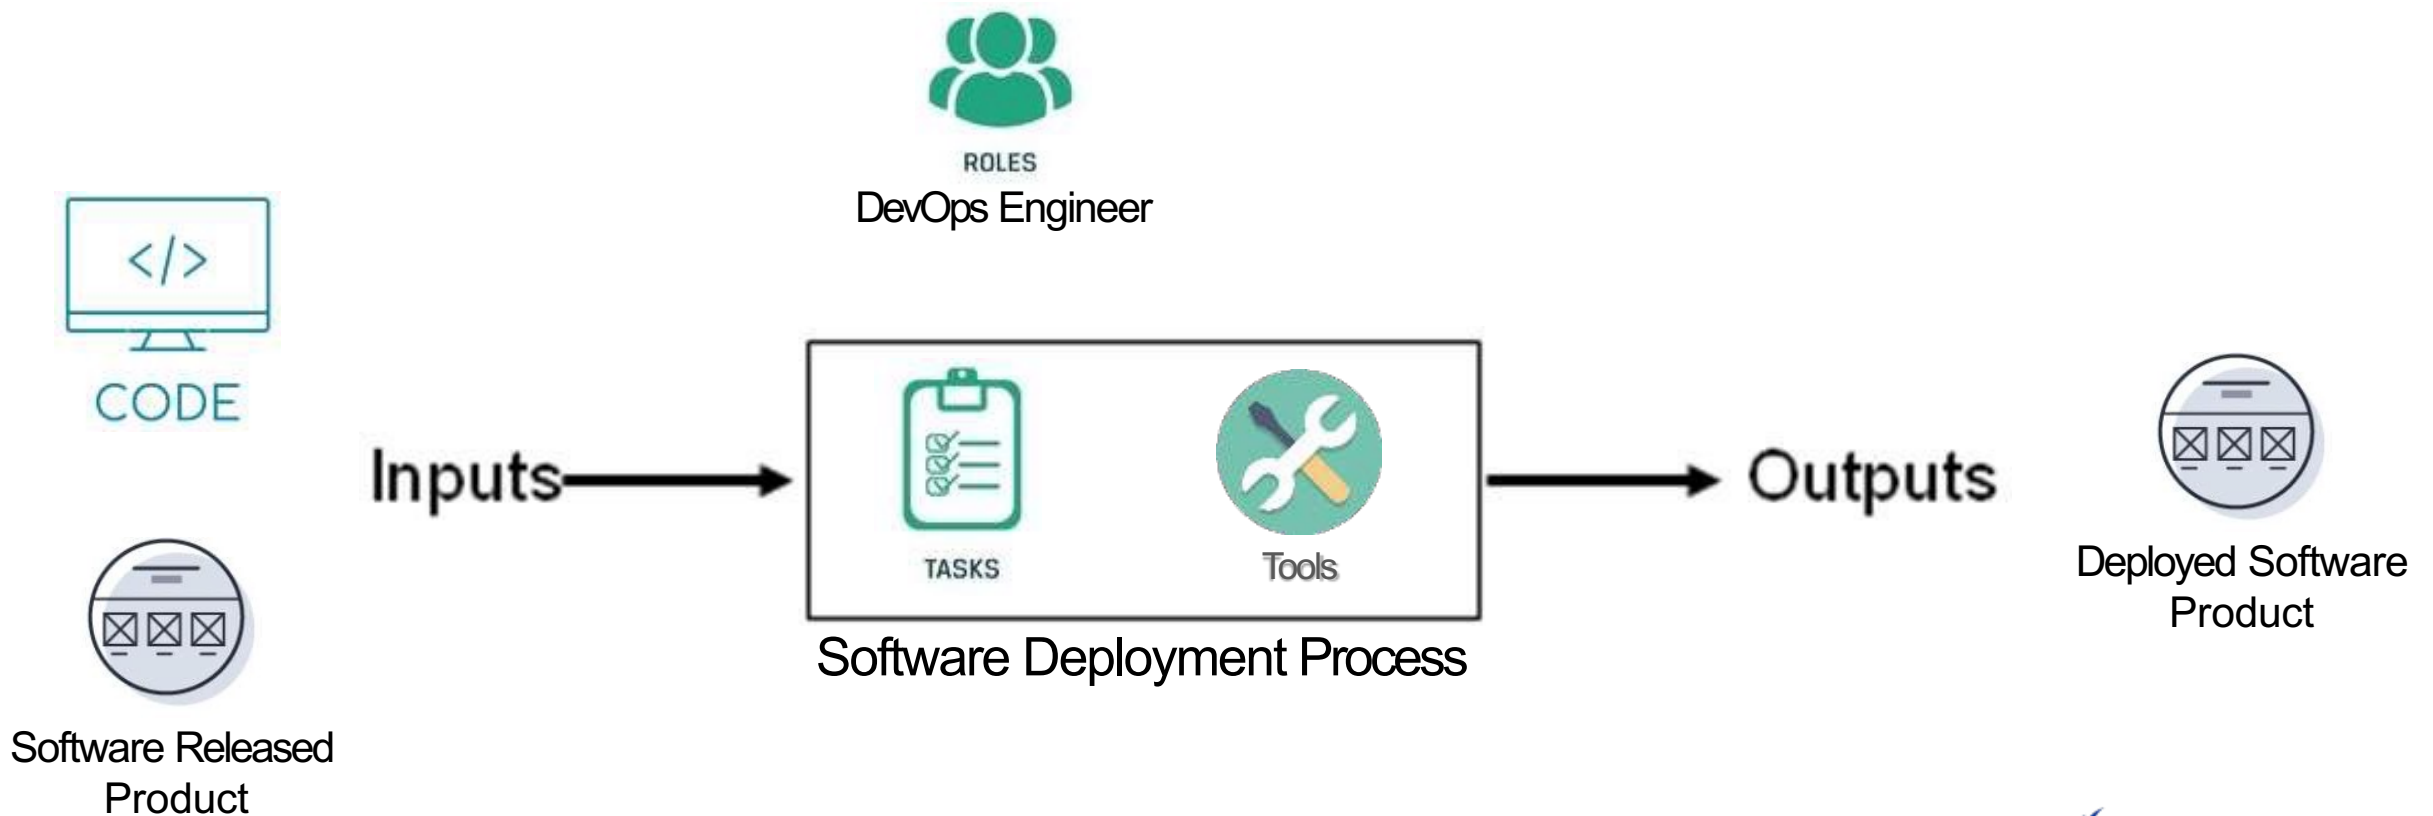 ROLES
DevOps Engineer
</>
CODE
Inputs
TASKS
Tools
Software Deployment Process
Outputs
Deployed Software
Product
Software Released
Product